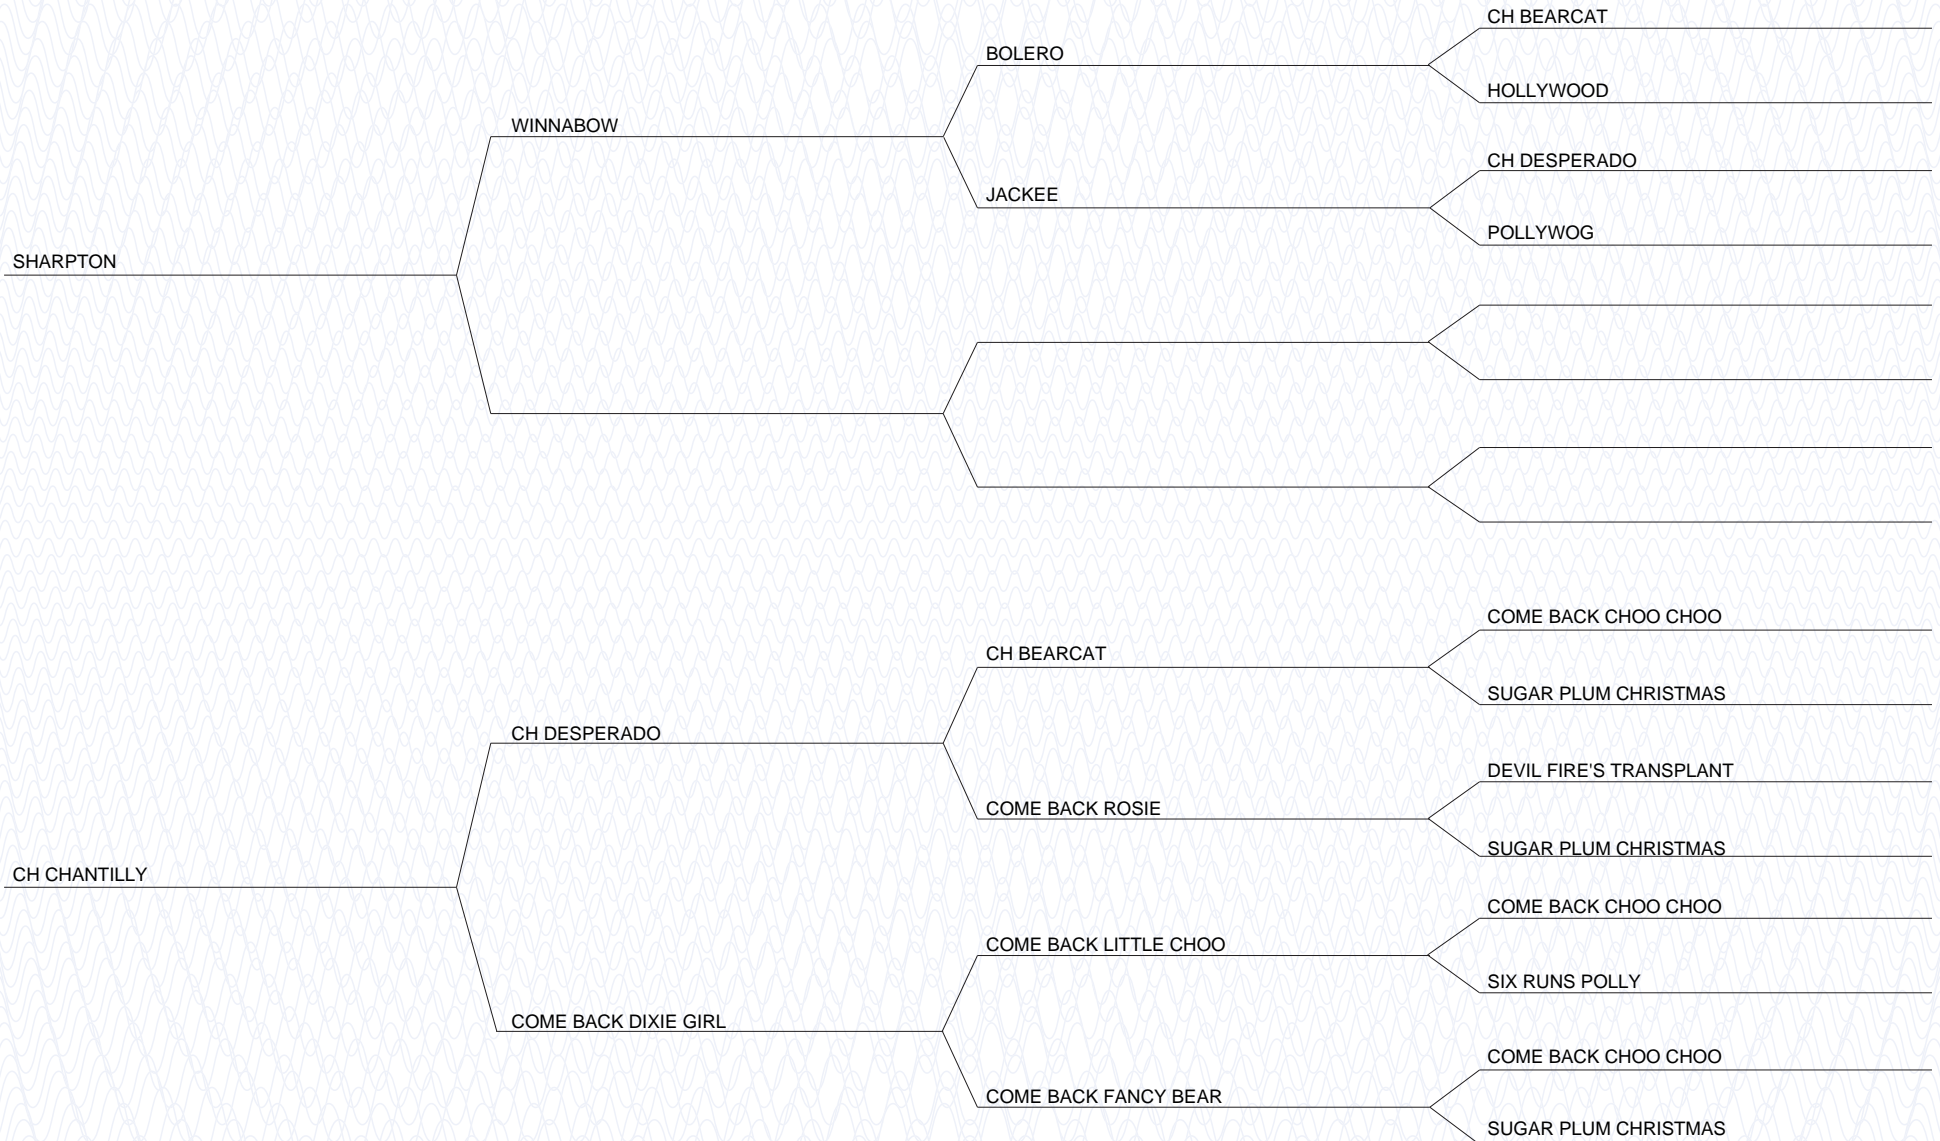 CH BEARCAT
BOLERO
HOLLYWOOD
WINNABOW
CH DESPERADO
JACKEE
POLLYWOG
SHARPTON
COME BACK CHOO CHOO
CH BEARCAT
SUGAR PLUM CHRISTMAS
CH DESPERADO
DEVIL FIRE'S TRANSPLANT
COME BACK ROSIE
SUGAR PLUM CHRISTMAS
CH CHANTILLY
COME BACK CHOO CHOO
COME BACK LITTLE CHOO
SIX RUNS POLLY
COME BACK DIXIE GIRL
COME BACK CHOO CHOO
COME BACK FANCY BEAR
SUGAR PLUM CHRISTMAS